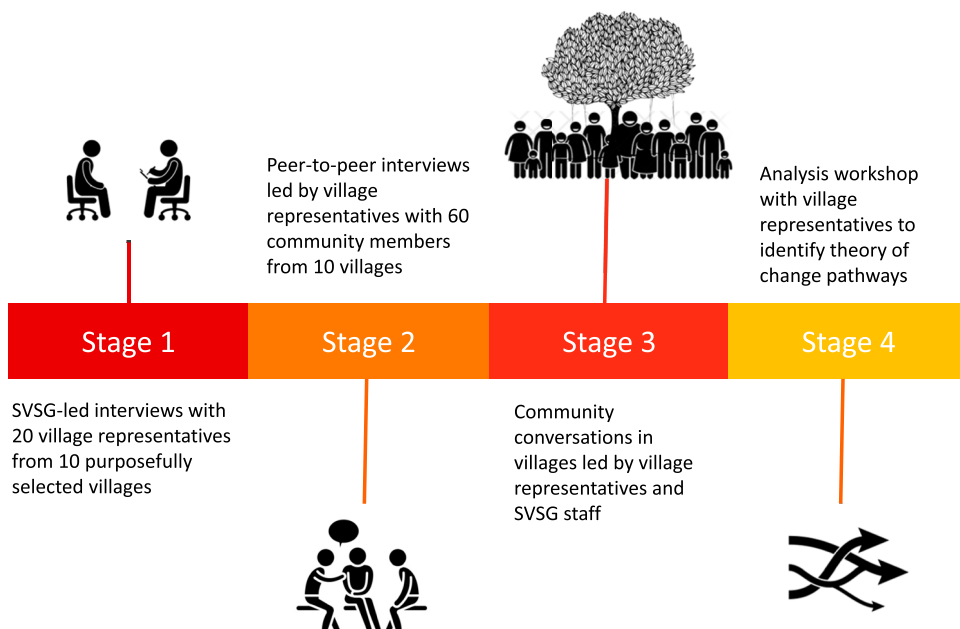 Peer-to-peer interviews
led by village
representatives with 60
community members
from 10 villages
Analysis workshop
with village
representatives to
identify theory of
change pathways
Stage 1
Stage 2
Stage 3
Stage 4
SVSG-led interviews with
20 village representatives
from 10 purposefully
selected villages
Community
conversations in
villages led by village
representatives and
SVSG staff